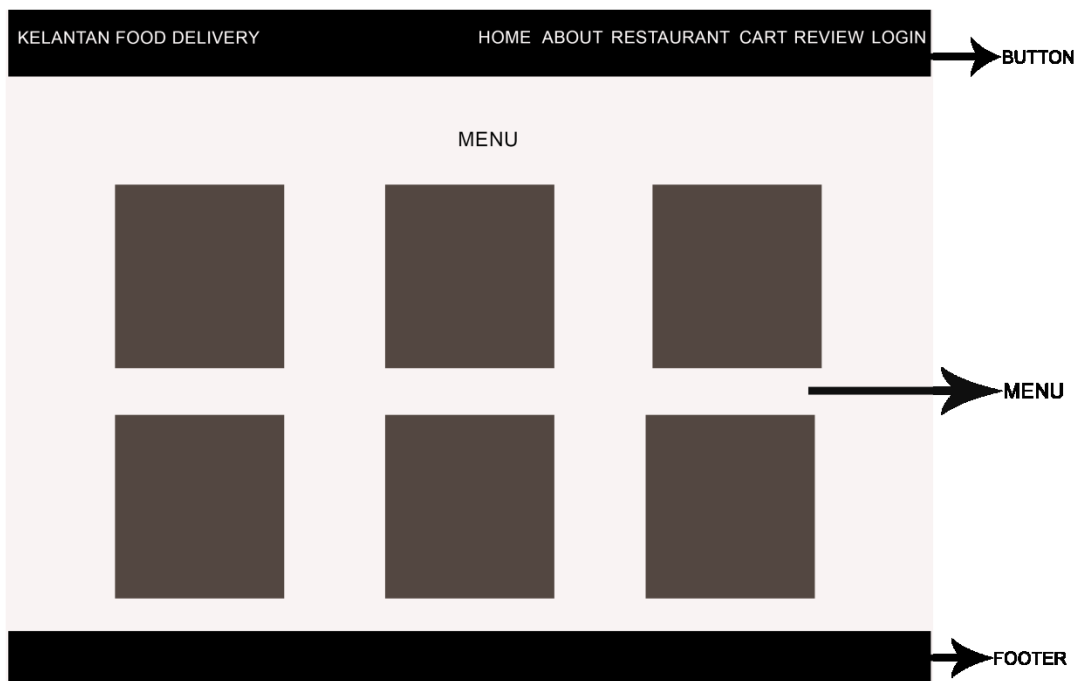 KELANTAN FOOD DELIVERY
HOME ABOUT RESTAURANT CART REVIEW LOGIN
BUTTON
MENU
MENU
FOOTER